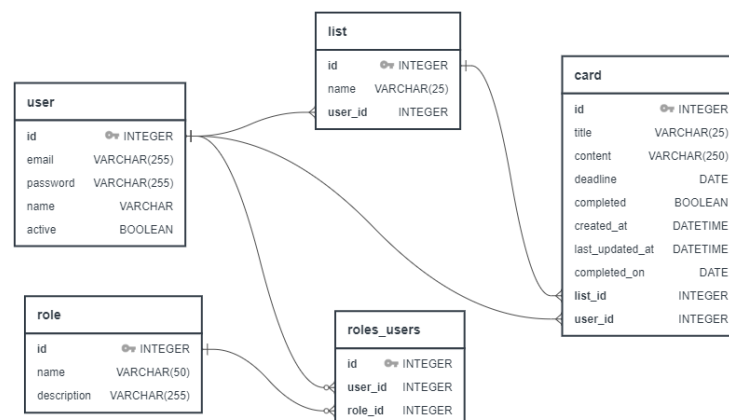 list
id INTEGER
name VARCHAR(25)
user_id INTEGER
user
id INTEGER
email VARCHAR(255)
password VARCHAR(255)
name VARCHAR
active BOOLEAN
card
id INTEGER
title VARCHAR(25)
content VARCHAR(250)
deadline DATE
completed BOOLEAN
created_at DATETIME
last_updated_at DATETIME
completed_on DATE
list_id INTEGER
user_id INTEGER
role
id INTEGER
name VARCHAR(50)
description VARCHAR(255)
roles_users
id INTEGER
user_id INTEGER
role_id INTEGER